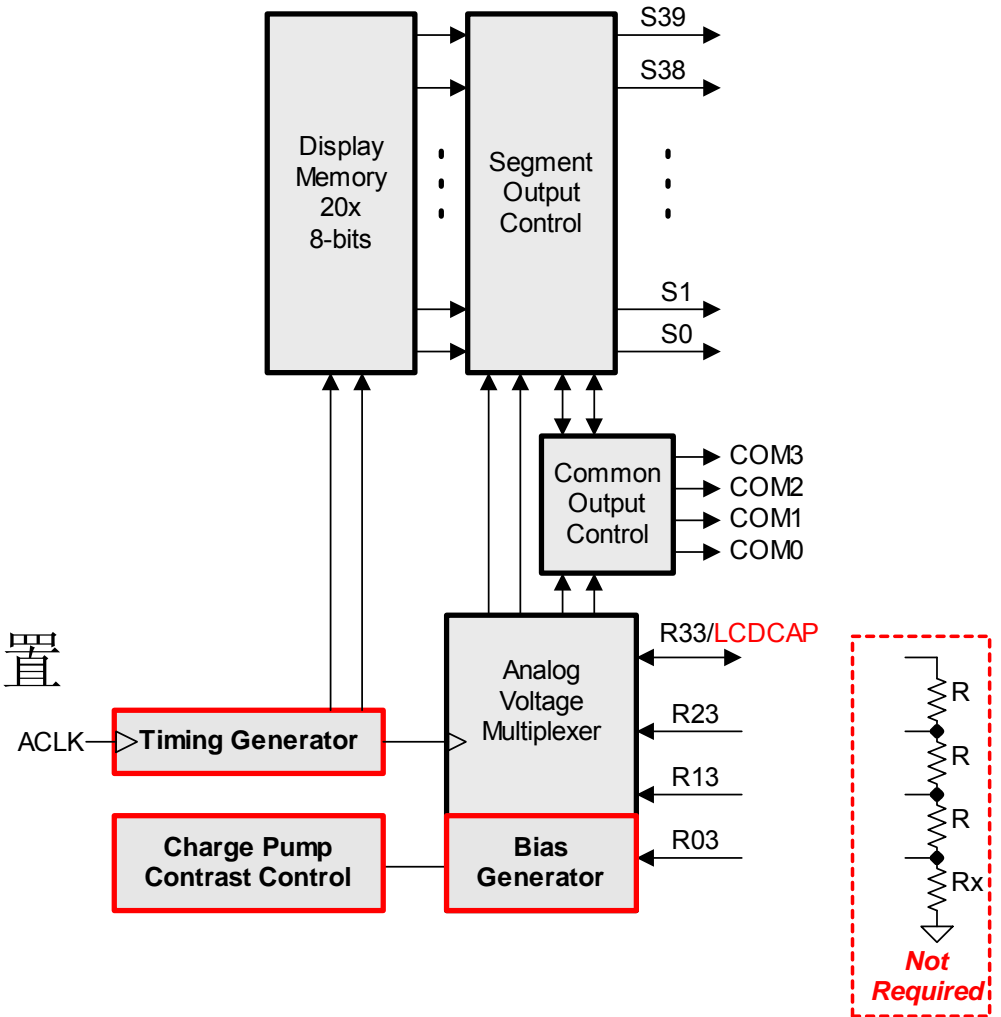 S39
S38
Display
Memory
20x
8-bits
Segment
Output
Control
S1
S0
Common
Output
Control
COM3
COM2
COM1
COM0
置
R33/LCDCAP
Analog
Voltage
Multiplexer
R
R23
ACLK
Timing Generator
R
R13
R
R03
Charge Pump
Contrast Control
Bias
Generator
Rx
Not
Required